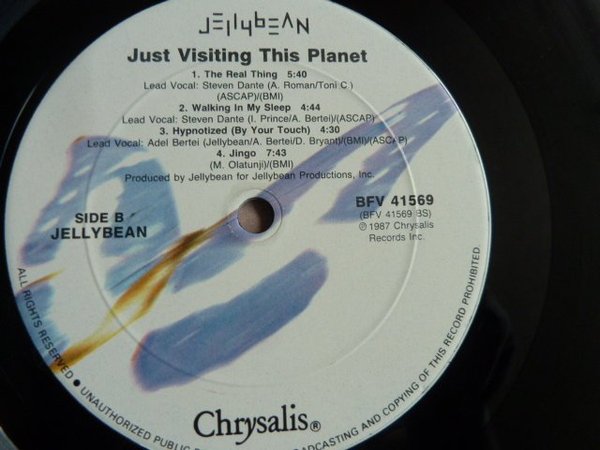 JELLYBEAN
Just Visiting This Planet
1. The Real Thing 5:40
Lead Vocal: Steven Dante (A. Roman/Toni C.)
(ASCAP)/(BMI)
2. Walking In My Sleep 4:44
Lead Vocal: Steven Dante (I. Prince/A. Bertei)/(ASCAP)
3. Hypnotized (By Your Touch) 4:30
Lead Vocal: Adel Bertei (Jellybean/A. Bertei/D. Bryant)/(BMI)/(ASCAP)
4. Jingo 7:43
(M. Olatunji)/(BMI)
Produced by Jellybean for Jellybean Productions, Inc.
SIDE B
JELLYBEAN
BFV 41569
(BFV 41569 BS)
℗ 1987 Chrysalis
Records Inc.
Chrysalis®
ALL RIGHTS RESERVED ● UNAUTHORIZED PUBLIC BROADCASTING AND COPYING OF THIS RECORD PROHIBITED